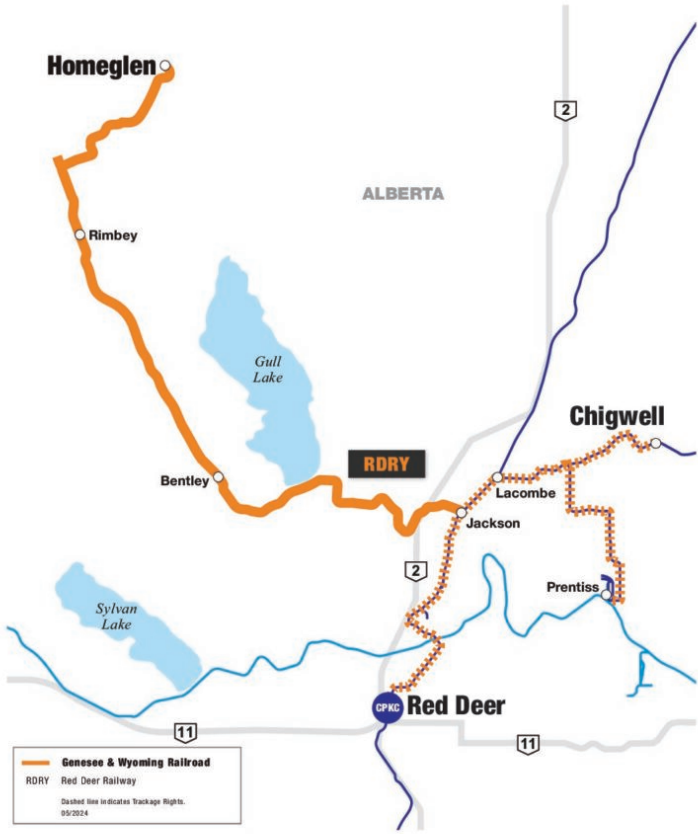 Homeglen
2
ALBERTA
Rimbey
Gull
Lake
Chigwell
RDRY
Bentley
Lacombe
Jackson
2
Prentiss
Sylvan
Lake
CPKC
Red Deer
11
11
Genesee & Wyoming Railroad
RDRY Red Deer Railway
Dashed line indicates Trackage Rights.
05/2024